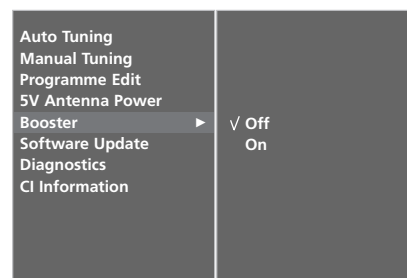 Auto Tuning
Manual Tuning
Programme Edit
5V Antenna Power
Booster ►
Software Update
Diagnostics
CI Information
√ Off
On